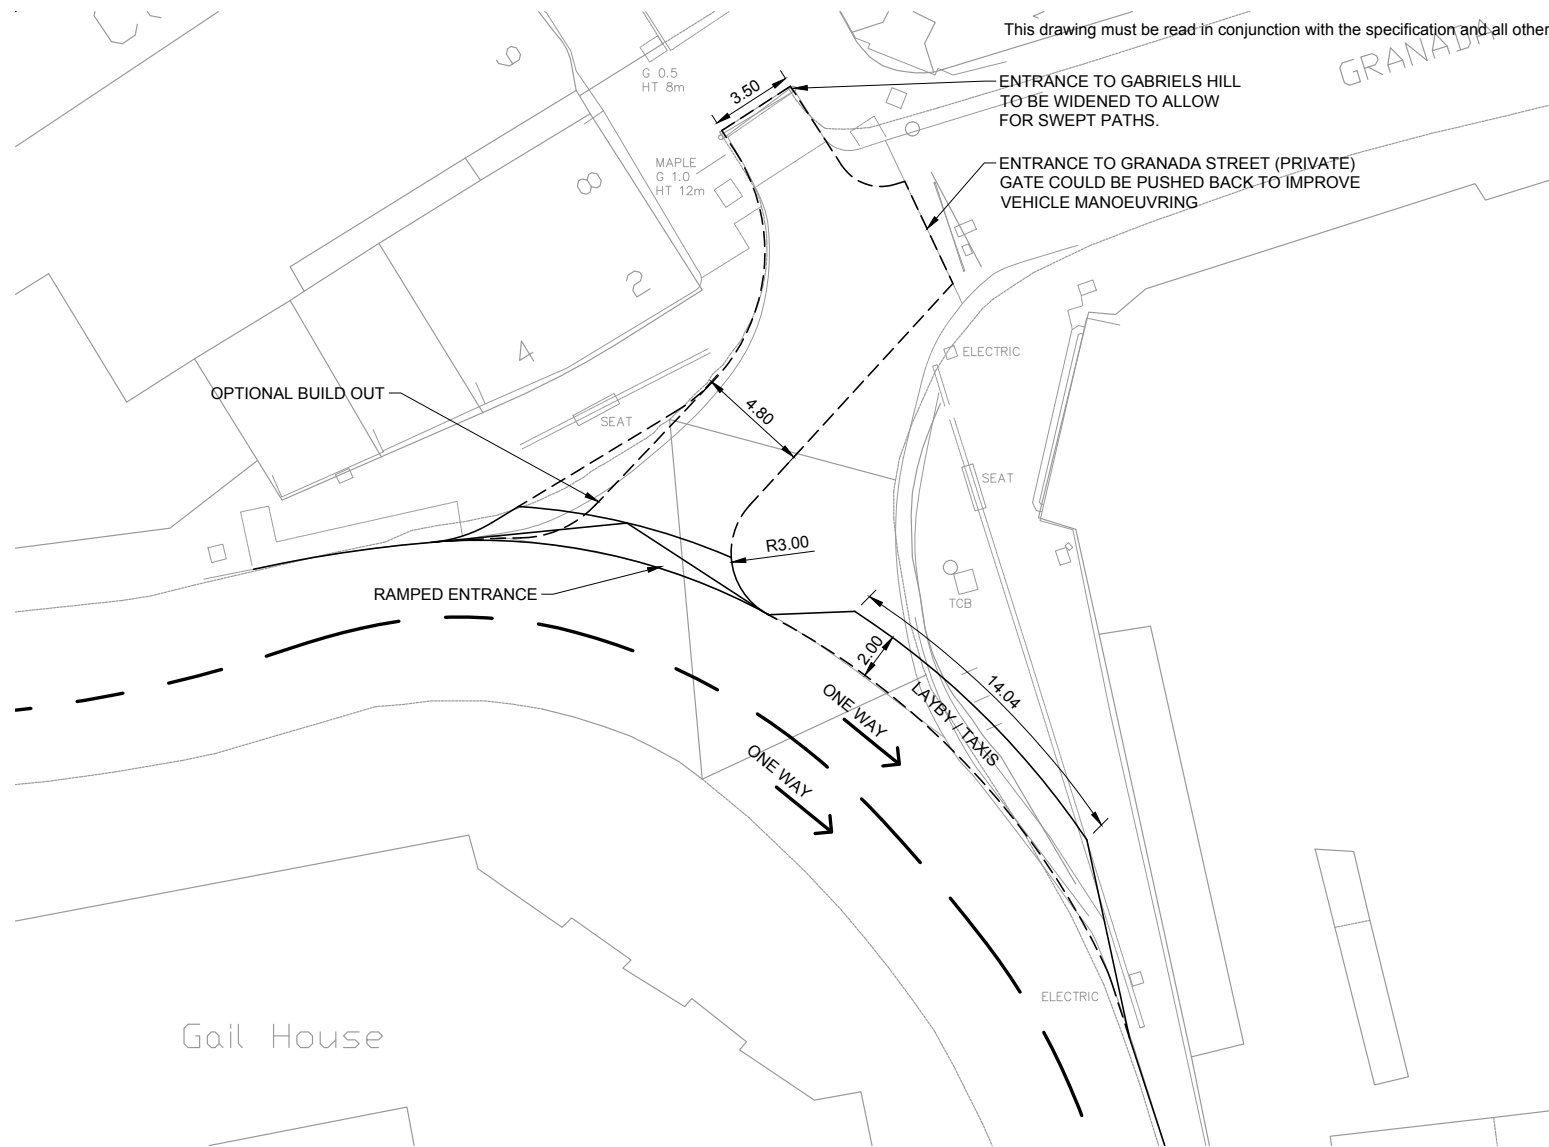 This drawing must be read in conjunction with the specification and all other
GRANADA
6
G 0.5
HT 8m
3.50
ENTRANCE TO GABRIELS HILL
TO BE WIDENED TO ALLOW
FOR SWEPT PATHS.
MAPLE
G 1.0
HT 12m
ENTRANCE TO GRANADA STREET (PRIVATE)
GATE COULD BE PUSHED BACK TO IMPROVE
VEHICLE MANOEUVRING
8
2
4
ELECTRIC
OPTIONAL BUILD OUT
4.80
SEAT
SEAT
R3.00
RAMPED ENTRANCE
TCB
2.00
14.04
LAYBY / TAXIS
ONE WAY
ONE WAY
ELECTRIC
Gail House